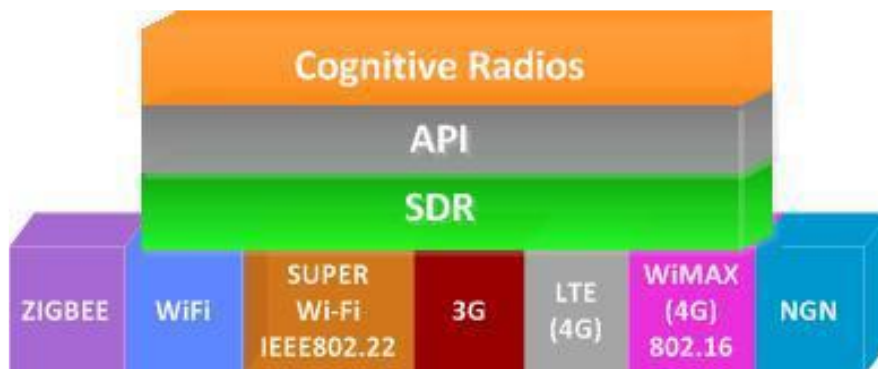 Cognitive Radios
API
SDR
ZIGBEE
WiFi
SUPER
Wi-Fi
IEEE802.22
3G
LTE
(4G)
WiMAX
(4G)
802.16
NGN